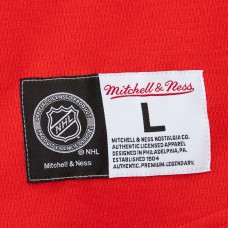 NHL
© NHL
Mitchell & Ness
Mitchell & Ness
L
MITCHELL & NESS NOSTALGIA CO.
AUTHENTIC LICENSED APPAREL
DESIGNED IN PHILADELPHIA, PA
ESTABLISHED 1904
AUTHENTIC.PREMIUM.LEGENDARY.